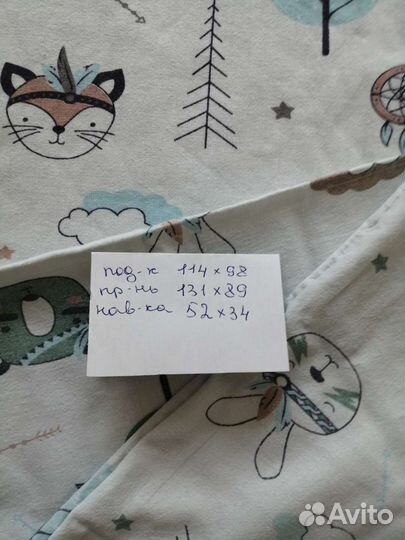 под-к 114×98
пр-нь 131×89
нав-ка 52×34
Avito